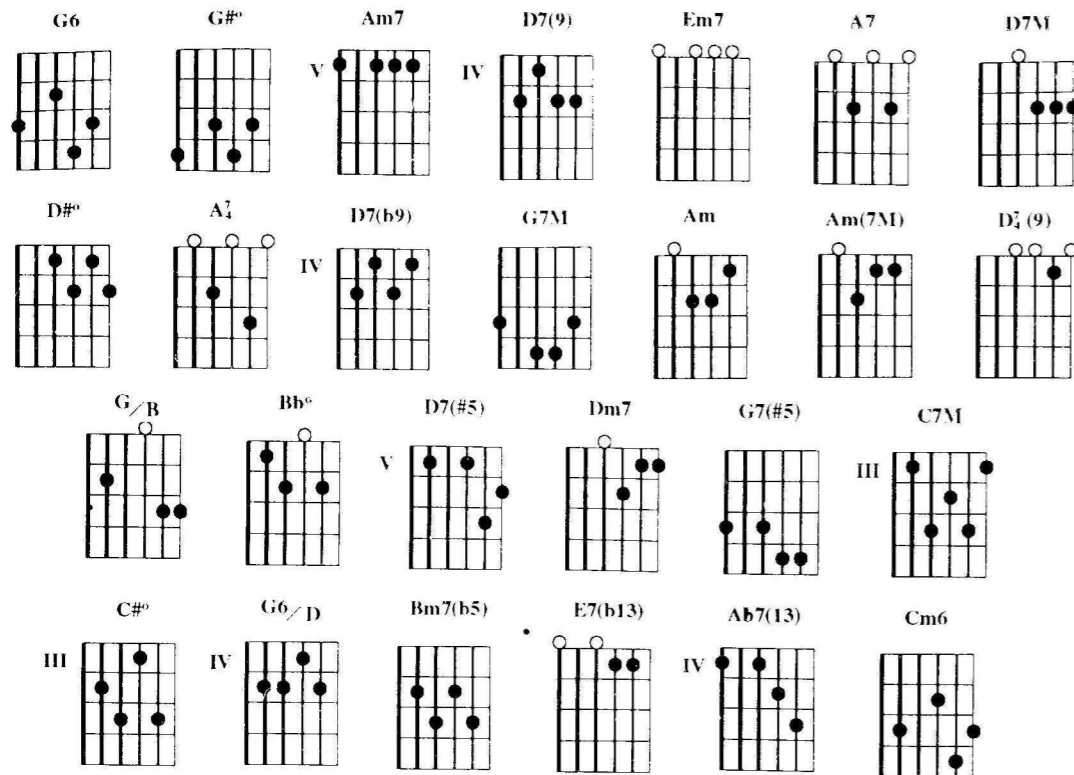 G6 G#° Am7 D7(9) Em7 A7 D7M
V IV
D#° A7/4 D7(b9) G7M Am Am(7M) D7/4 (9)
IV
G/B Bb° D7(#5) Dm7 G7(#5) C7M
V III
C#° G6/D Bm7(b5) E7(b13) Ab7(13) Cm6
III IV IV